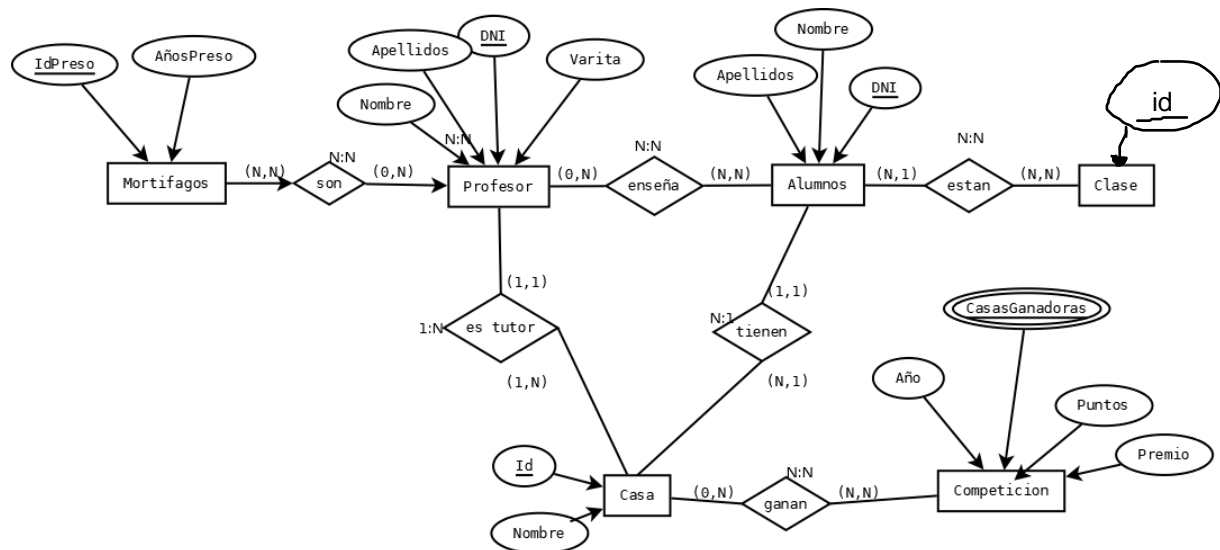 Nombre
DNI
AñosPreso
Apellidos
Varita
IdPreso
Apellidos
DNI
Nombre
id
N:N
N:N
N:N
N:N
Mortifagos
(N,N)
son
(0,N)
Profesor
(0,N)
enseña
(N,N)
Alumnos
(N,1)
estan
(N,N)
Clase
(1,1)
(1,1)
CasasGanadoras
1:N
es tutor
N:1
tienen
(1,N)
(N,1)
Año
Puntos
Premio
Id
N:N
Casa
(0,N)
ganan
(N,N)
Competicion
Nombre